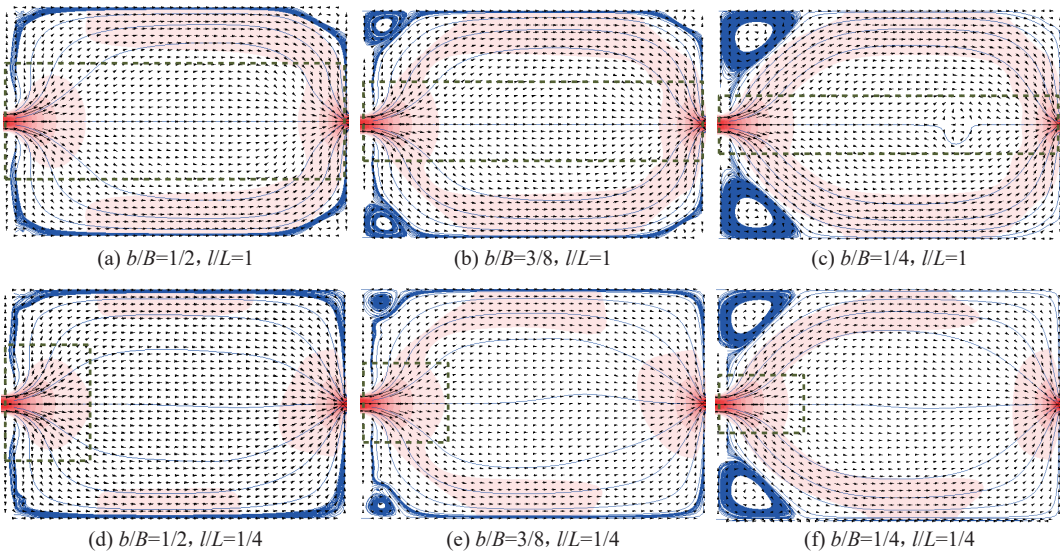 (a) b/B=1/2, l/L=1
(b) b/B=3/8, l/L=1
(c) b/B=1/4, l/L=1
(d) b/B=1/2, l/L=1/4
(e) b/B=3/8, l/L=1/4
(f) b/B=1/4, l/L=1/4